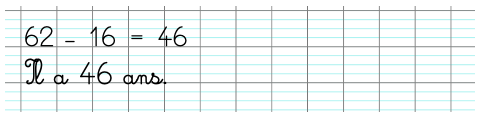 62 - 16 = 46
Il a 46 ans.